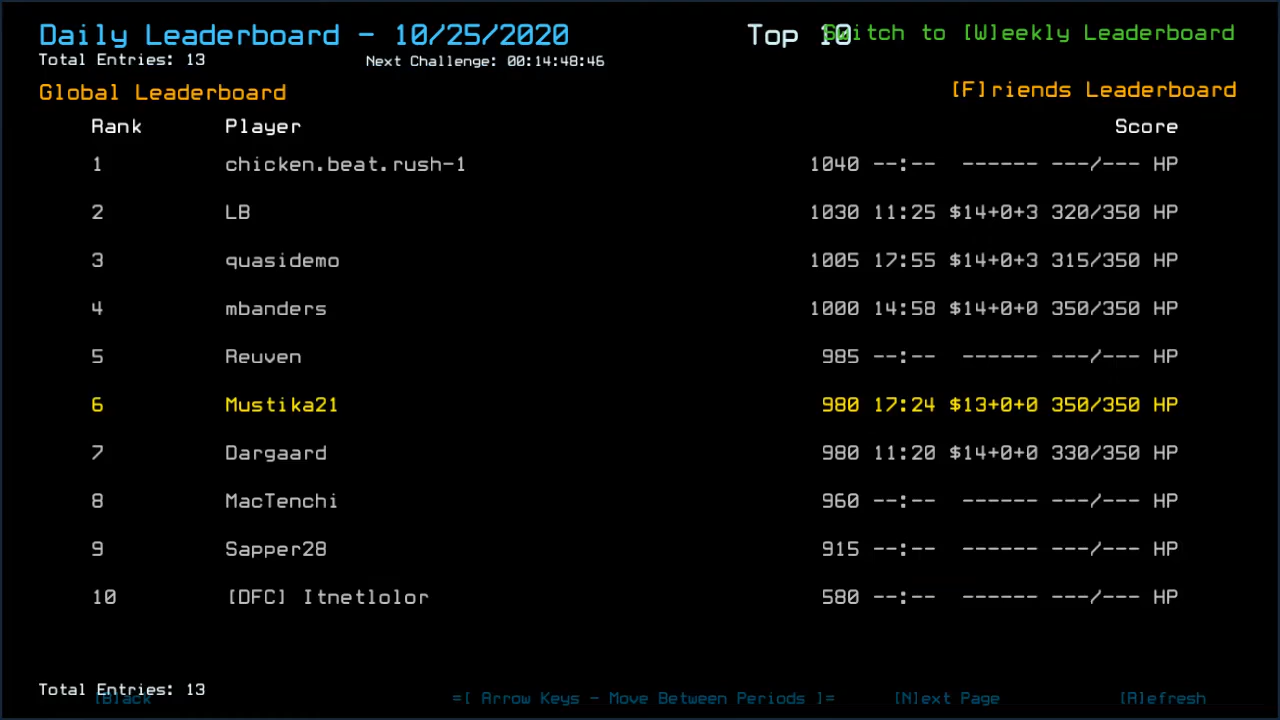 Daily Leaderboard - 10/25/2020 Top 10 Switch to [W]eekly Leaderboard
Total Entries: 13 Next Challenge: 00:14:48:46
Global Leaderboard [F]riends Leaderboard
Rank Player Score
1 chicken.beat.rush-1 1040 --:-- ------ ---/--- HP
2 LB 1030 11:25 $14+0+3 320/350 HP
3 quasidemo 1005 17:55 $14+0+3 315/350 HP
4 mbanders 1000 14:58 $14+0+0 350/350 HP
5 Reuven 985 --:-- ------ ---/--- HP
6 Mustika21 980 17:24 $13+0+0 350/350 HP
7 Dargaard 980 11:20 $14+0+0 330/350 HP
8 MacTenchi 960 --:-- ------ ---/--- HP
9 Sapper28 915 --:-- ------ ---/--- HP
10 [DFC] Itnetlolor 580 --:-- ------ ---/--- HP
Total Entries: 13
[B]ack =[ Arrow Keys - Move Between Periods ]= [N]ext Page [R]efresh